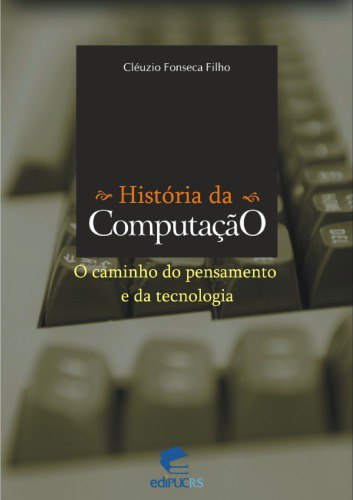 Cléuzio Fonseca Filho
História da
ComputaçãO
O caminho do pensamento
e da tecnologia
ediPUCRS